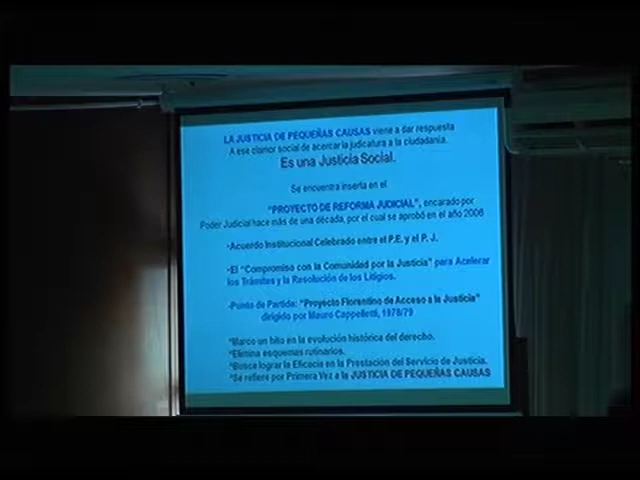 LA JUSTICIA DE PEQUEÑAS CAUSAS viene a dar respuesta
A ese clamor social de acercar la judicatura a la ciudadanía.
Es una Justicia Social.
Se encuentra inserta en el
"PROYECTO DE REFORMA JUDICIAL", encarado por
Poder Judicial hace más de una década, por el cual se aprobó en el año 2006
•Acuerdo Institucional Celebrado entre el P.E. y el P. J.
•El "Compromiso con la Comunidad por la Justicia" para Acelerar
los Trámites y la Resolución de los Litigios.
-Punto de Partida: "Proyecto Florentino de Acceso a la Justicia"
dirigido por Mauro Cappelletti, 1978/79
*Marco un hito en la evolución histórica del derecho.
*Elimina esquemas rutinarios.
*Busca lograr la Eficacia en la Prestación del Servicio de Justicia.
*Se refiere por Primera Vez a la JUSTICIA DE PEQUEÑAS CAUSAS